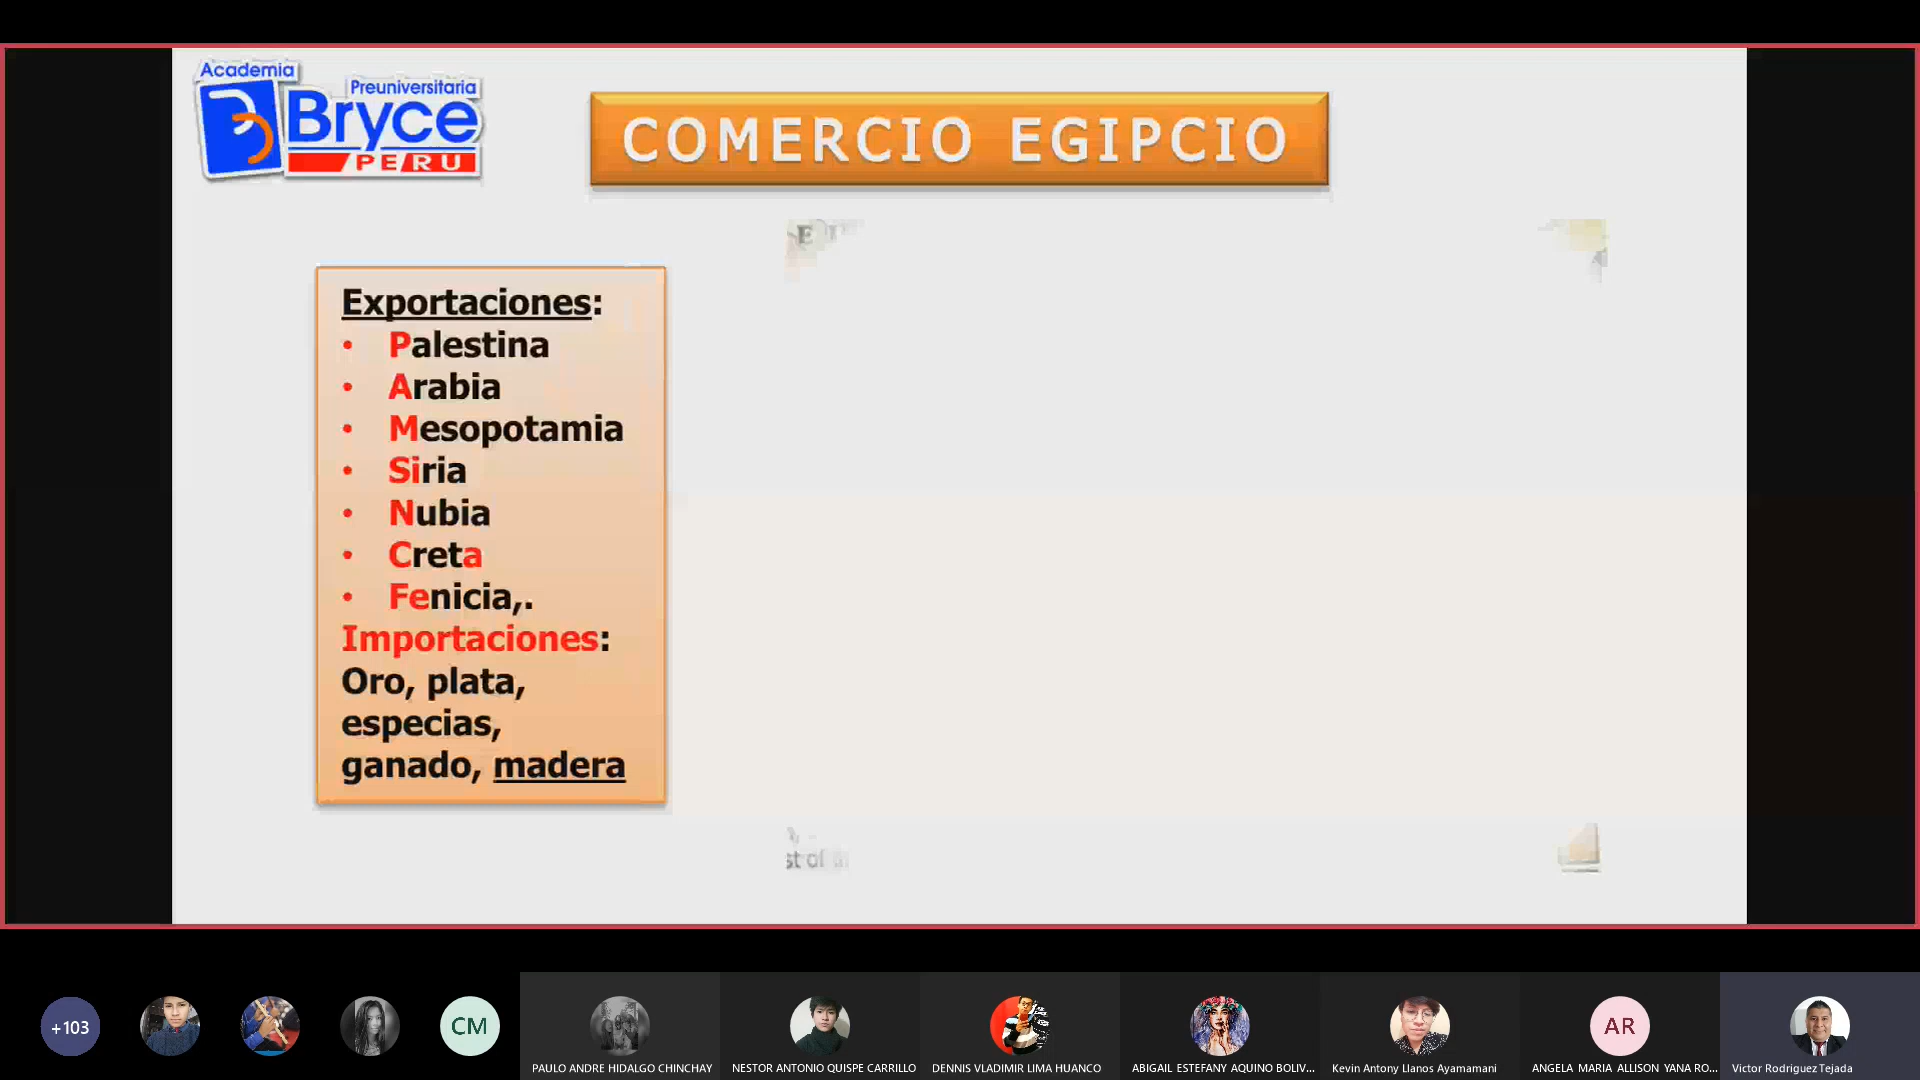 Academia
Preuniversitaria
Bryce
PERU
COMERCIO EGIPCIO
Exportaciones:
• Palestina
• Arabia
• Mesopotamia
• Siria
• Nubia
• Creta
• Fenicia,.
Importaciones:
Oro, plata,
especias,
ganado, madera
st of
+103
CM
AR
PAULO ANDRE HIDALGO CHINCHAY
NESTOR ANTONIO QUISPE CARRILLO
DENNIS VLADIMIR LIMA HUANCO
ABIGAIL ESTEFANY AQUINO BOLIV...
Kevin Antony Llanos Ayamamani
ANGELA MARIA ALLISON YANA RO...
Victor Rodriguez Tejada